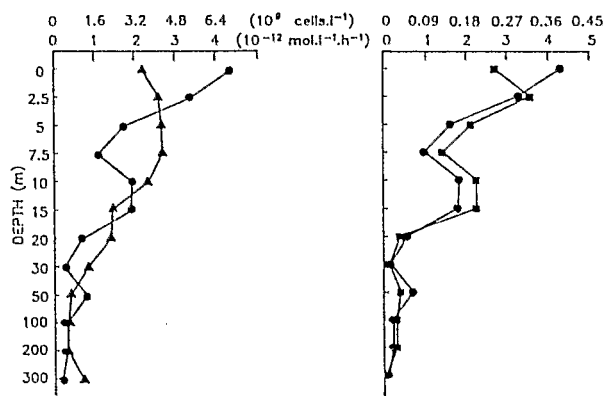 0 1.6 3.2 4.8 6.4 (10⁹ cells.l⁻¹)
0 1 2 3 4 5 (10⁻¹² mol.l⁻¹.h⁻¹)
0 0.09 0.18 0.27 0.36 0.45
0 1 2 3 4 5
DEPTH (m)
0
2.5
5
7.5
10
15
20
30
50
100
200
300